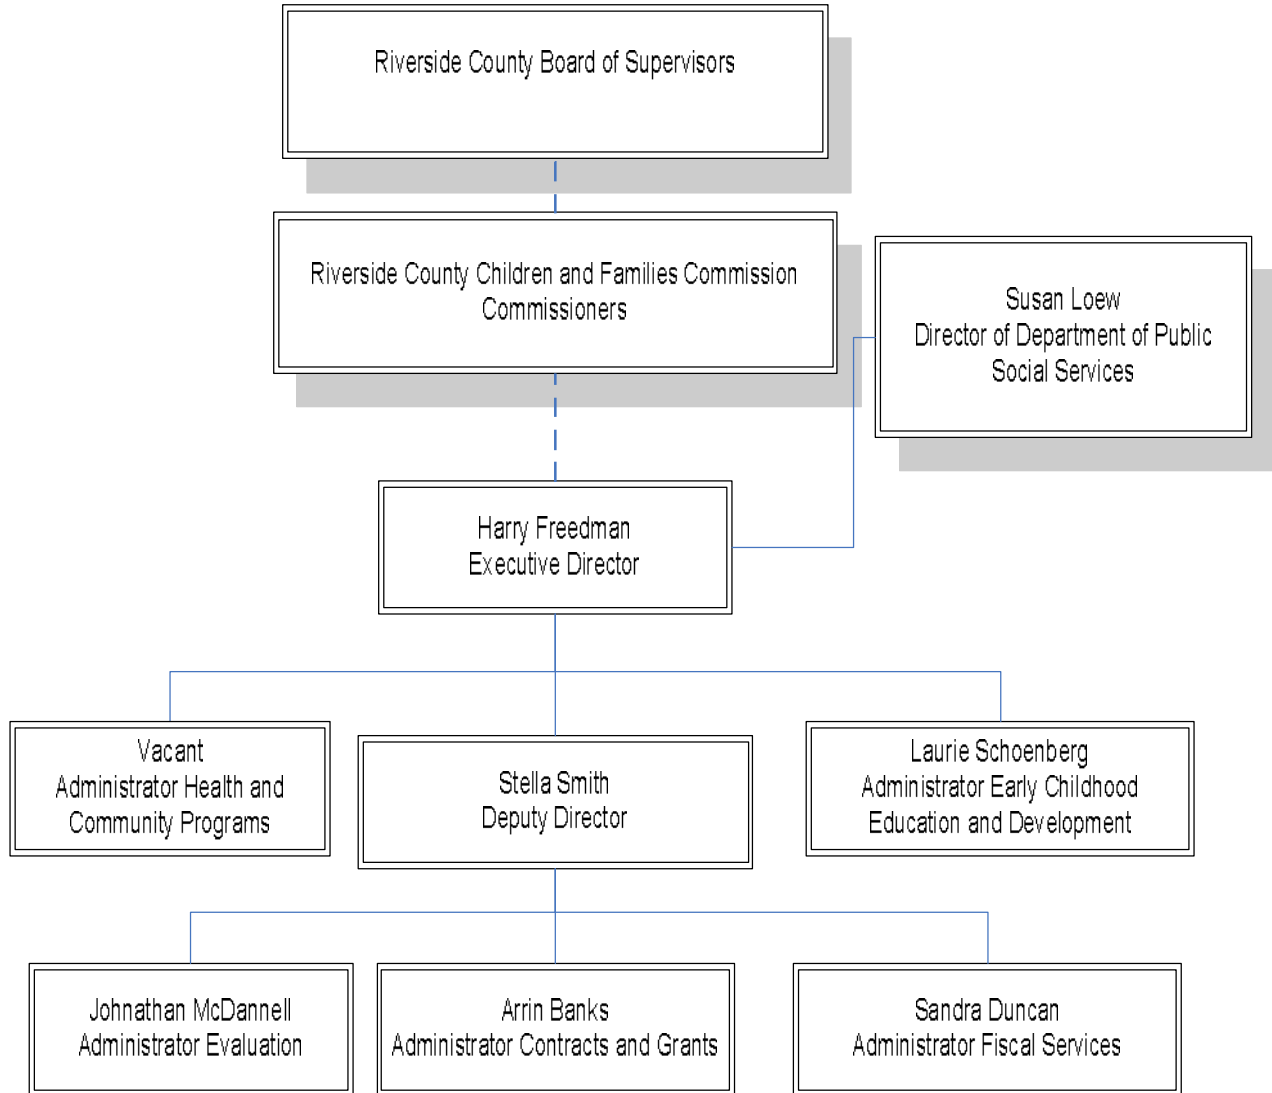 Riverside County Board of Supervisors
Riverside County Children and Families Commission
Commissioners
Susan Loew
Director of Department of Public
Social Services
Harry Freedman
Executive Director
Vacant
Administrator Health and
Community Programs
Stella Smith
Deputy Director
Laurie Schoenberg
Administrator Early Childhood
Education and Development
Johnathan McDannell
Administrator Evaluation
Arrin Banks
Administrator Contracts and Grants
Sandra Duncan
Administrator Fiscal Services